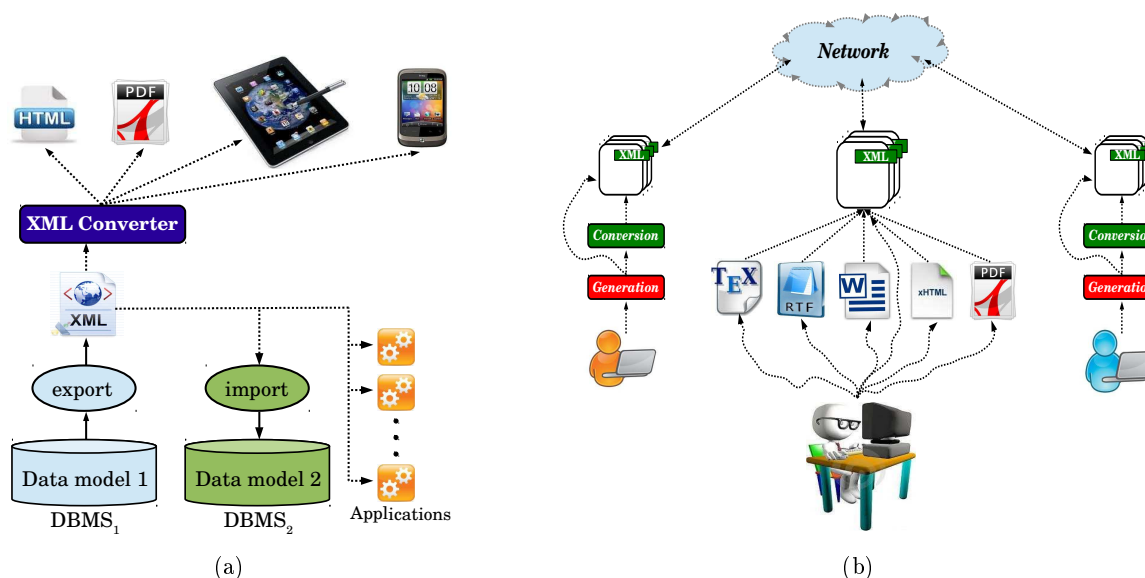 HTML
PDF
10 08
XML Converter
XML
export
import
Data model 1
Data model 2
DBMS1
DBMS2
Applications
(a)
Network
XML
XML
XML
Conversion
Conversion
Generation
Generation
TEX
RTF
W
xHTML
PDF
(b)